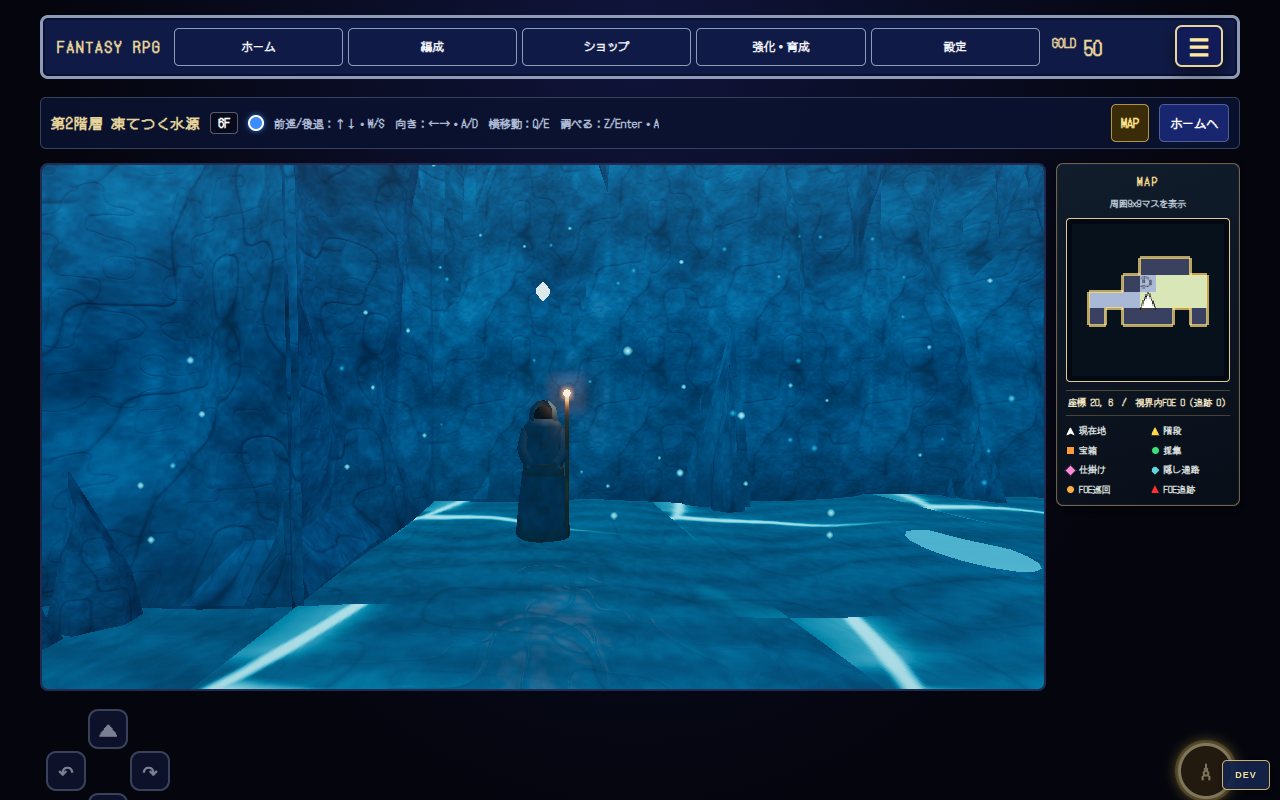 FANTASY RPG
ホーム
編成
ショップ
強化・育成
設定
GOLD 50
第2階層 凍てつく水源
6F
前進/後退：↑↓・W/S 向き：←→・A/D 横移動：Q/E 調べる：Z/Enter・A
MAP
ホームへ
MAP
周囲9x9マスを表示
座標 20, 6 / 視界内FOE 0（追跡 0）
現在地
階段
宝箱
採集
仕掛け
隠し通路
FOE巡回
FOE追跡
A
DEV